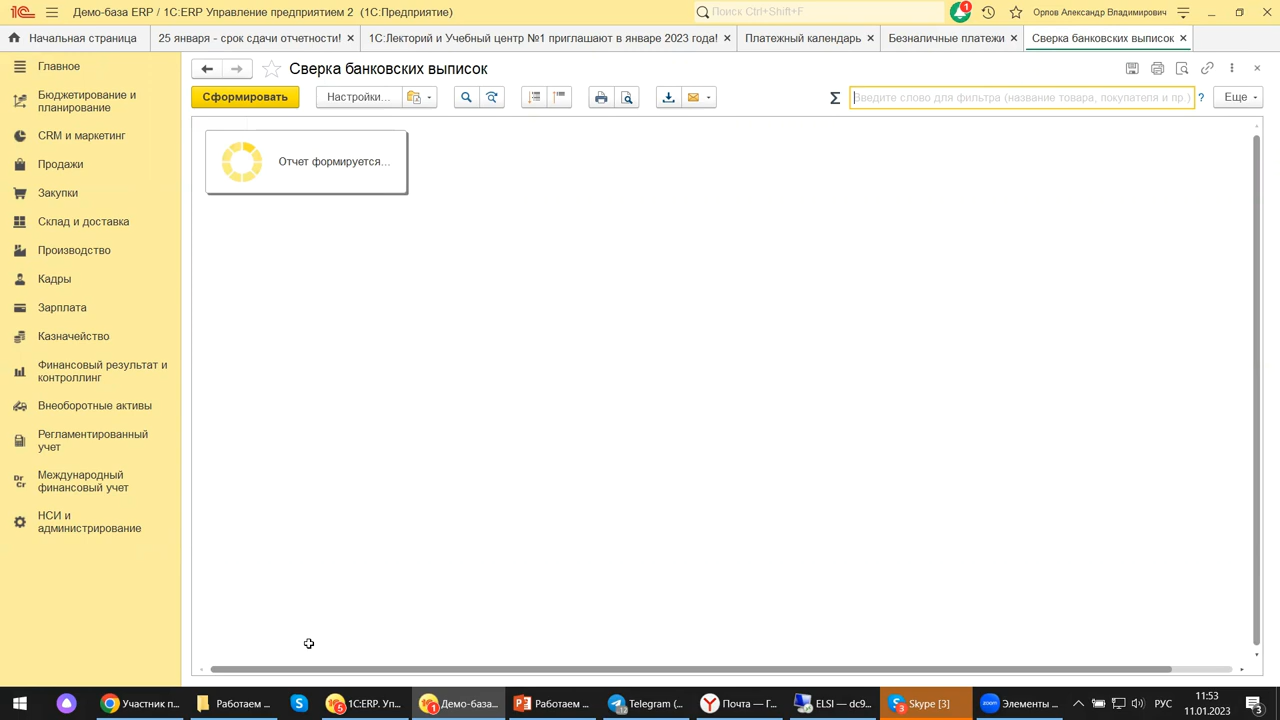 Демо-база ERP / 1С:ERP Управление предприятием 2 (1С:Предприятие)
Поиск Ctrl+Shift+F
1
Орлов Александр Владимирович
Начальная страница
25 января - срок сдачи отчетности!
1С:Лекторий и Учебный центр №1 приглашают в январе 2023 года!
Платежный календарь
Безналичные платежи
Сверка банковских выписок
Главное
Бюджетирование и планирование
CRM и маркетинг
Продажи
Закупки
Склад и доставка
Производство
Кадры
Зарплата
Казначейство
Финансовый результат и контроллинг
Внеоборотные активы
Регламентированный учет
Международный финансовый учет
НСИ и администрирование
Сверка банковских выписок
Сформировать
Настройки...
Σ
Введите слово для фильтра (название товара, покупателя и пр.)
?
Еще
Отчет формируется...
Участник п...
Работаем ...
1С:ERP. Уп...
Демо-база...
Работаем ...
Telegram (...
Почта — Г...
ELSI — dc9...
Skype [3]
Элементы ...
РУС
11:53
11.01.2023